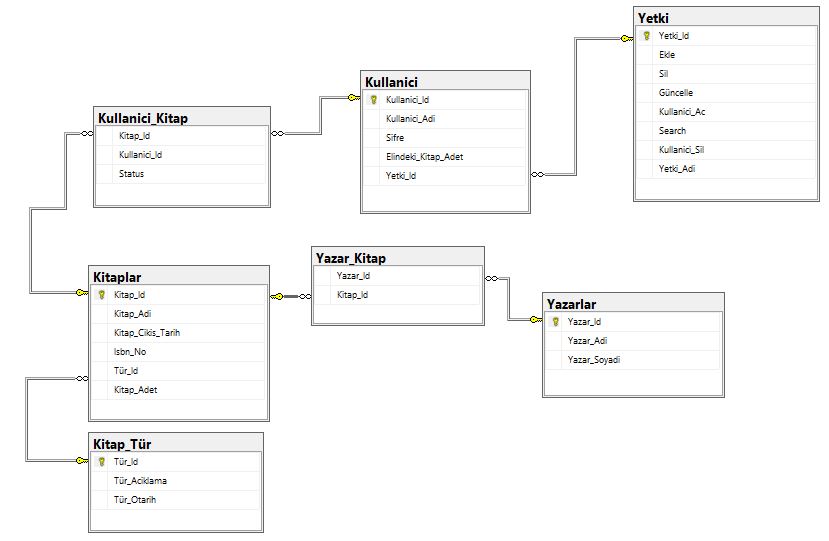 Yetki
Yetki_Id
Ekle
Sil
Güncelle
Kullanici_Ac
Search
Kullanici_Sil
Yetki_Adi
Kullanici
Kullanici_Id
Kullanici_Adi
Sifre
Elindeki_Kitap_Adet
Yetki_Id
Kullanici_Kitap
Kitap_Id
Kullanici_Id
Status
Kitaplar
Kitap_Id
Kitap_Adi
Kitap_Cikis_Tarih
Isbn_No
Tür_Id
Kitap_Adet
Yazar_Kitap
Yazar_Id
Kitap_Id
Yazarlar
Yazar_Id
Yazar_Adi
Yazar_Soyadi
Kitap_Tür
Tür_Id
Tür_Aciklama
Tür_Otarih